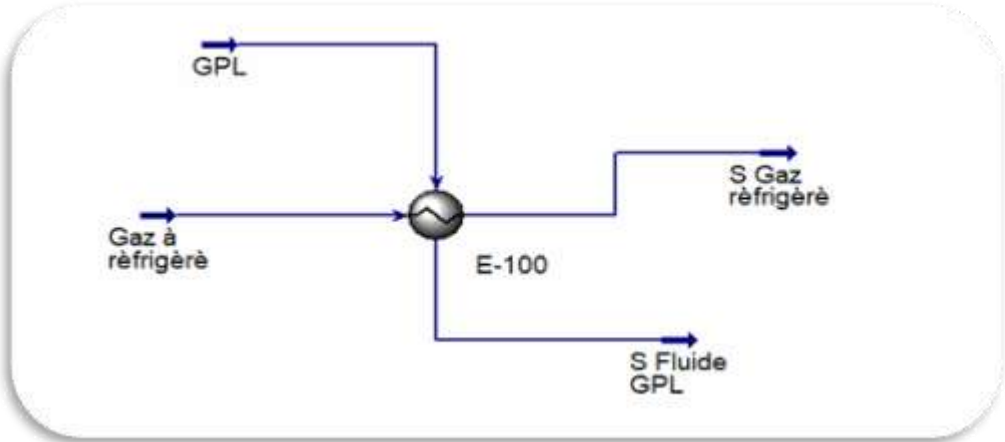 GPL
Gaz à
rèfrigèrè
E-100
S Gaz
rèfrigèrè
S Fluide
GPL